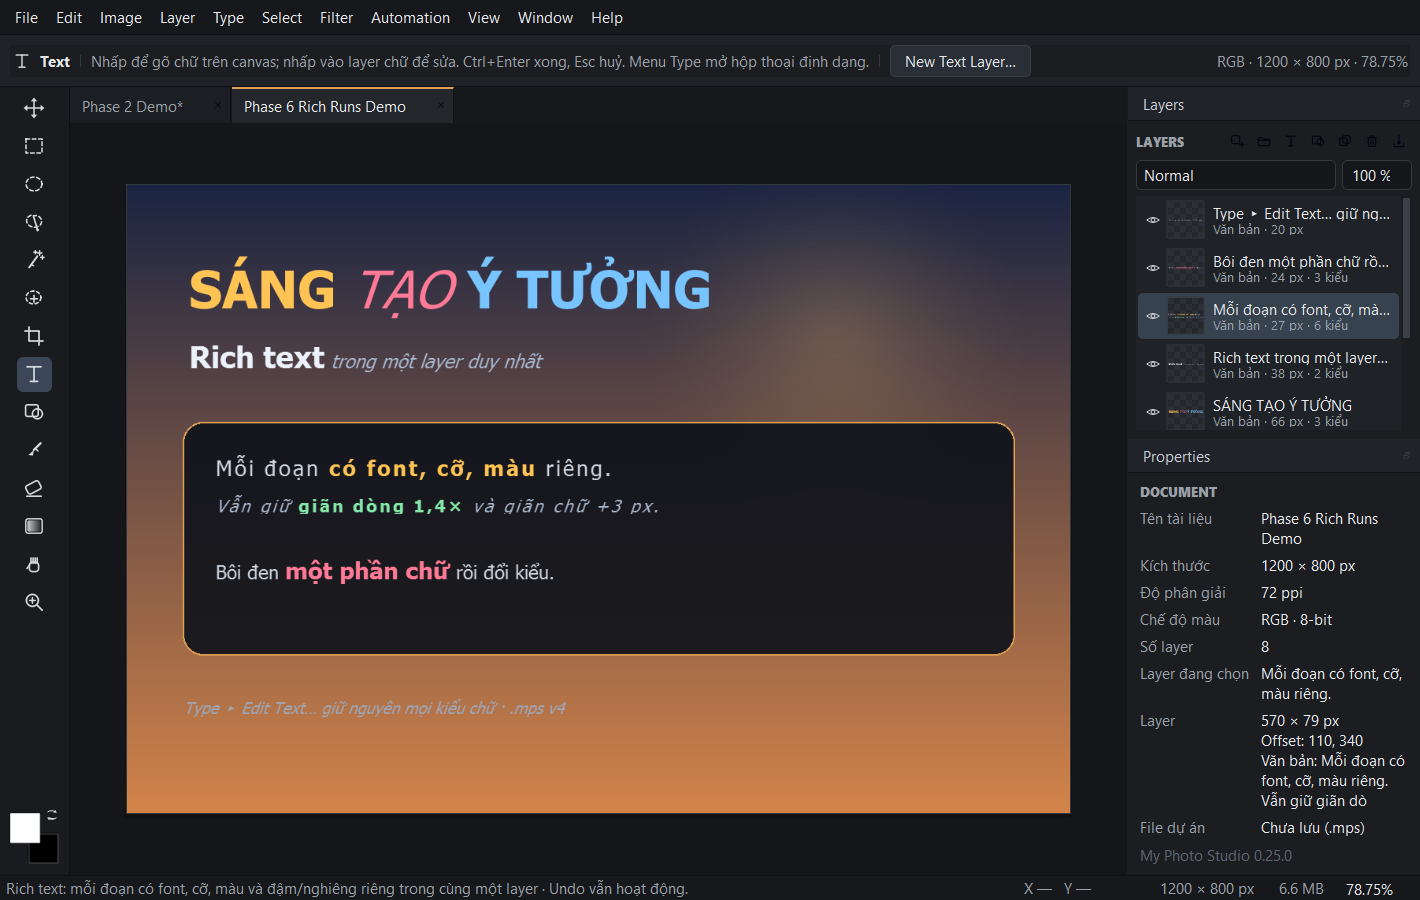 File Edit Image Layer Type Select Filter Automation View Window Help
Text Nhấp để gõ chữ trên canvas; nhấp vào layer chữ để sửa. Ctrl+Enter xong, Esc huỷ. Menu Type mở hộp thoại định dạng. New Text Layer... RGB · 1200 × 800 px · 78.75%
Phase 2 Demo* × Phase 6 Rich Runs Demo ×
SÁNG TẠO Ý TƯỞNG
Rich text trong một layer duy nhất
Mỗi đoạn có font, cỡ, màu riêng.
Vẫn giữ giãn dòng 1,4× và giãn chữ +3 px.
Bôi đen một phần chữ rồi đổi kiểu.
Type ‣ Edit Text... giữ nguyên mọi kiểu chữ · .mps v4
Layers
LAYERS
Normal 100 %
Type ‣ Edit Text... giữ ng...
Văn bản · 20 px
Bôi đen một phần chữ rồ...
Văn bản · 24 px · 3 kiểu
Mỗi đoạn có font, cỡ, mà...
Văn bản · 27 px · 6 kiểu
Rich text trong một layer...
Văn bản · 38 px · 2 kiểu
SÁNG TẠO Ý TƯỞNG
Văn bản · 66 px · 3 kiểu
Properties
DOCUMENT
Tên tài liệu Phase 6 Rich Runs
Demo
Kích thước 1200 × 800 px
Độ phân giải 72 ppi
Chế độ màu RGB · 8-bit
Số layer 8
Layer đang chọn Mỗi đoạn có font, cỡ,
màu riêng.
Layer 570 × 79 px
Offset: 110, 340
Văn bản: Mỗi đoạn có
font, cỡ, màu riêng.
Vẫn giữ giãn dò
File dự án Chưa lưu (.mps)
My Photo Studio 0.25.0
Rich text: mỗi đoạn có font, cỡ, màu và đậm/nghiêng riêng trong cùng một layer · Undo vẫn hoạt động. X — Y — 1200 × 800 px 6.6 MB 78.75%